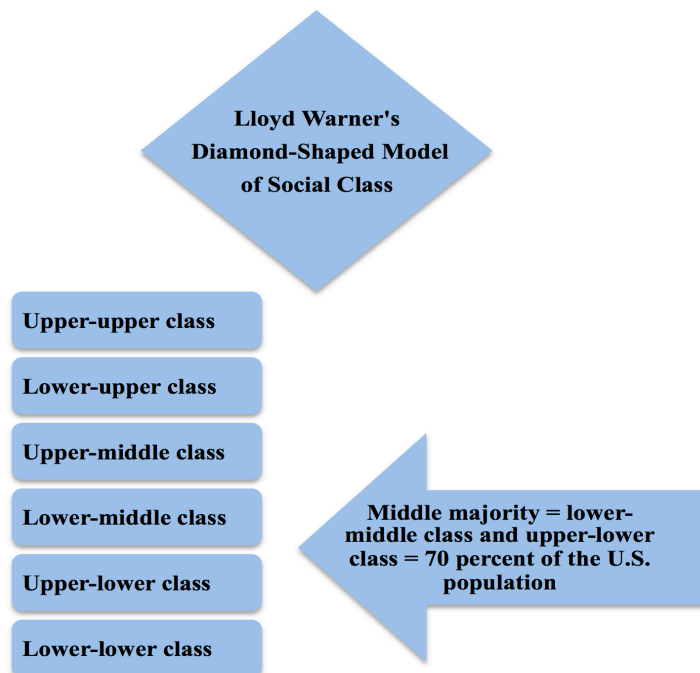 Lloyd Warner's
Diamond-Shaped Model
of Social Class
Upper-upper class
Lower-upper class
Upper-middle class
Lower-middle class
Upper-lower class
Lower-lower class
Middle majority = lower-
middle class and upper-lower
class = 70 percent of the U.S.
population